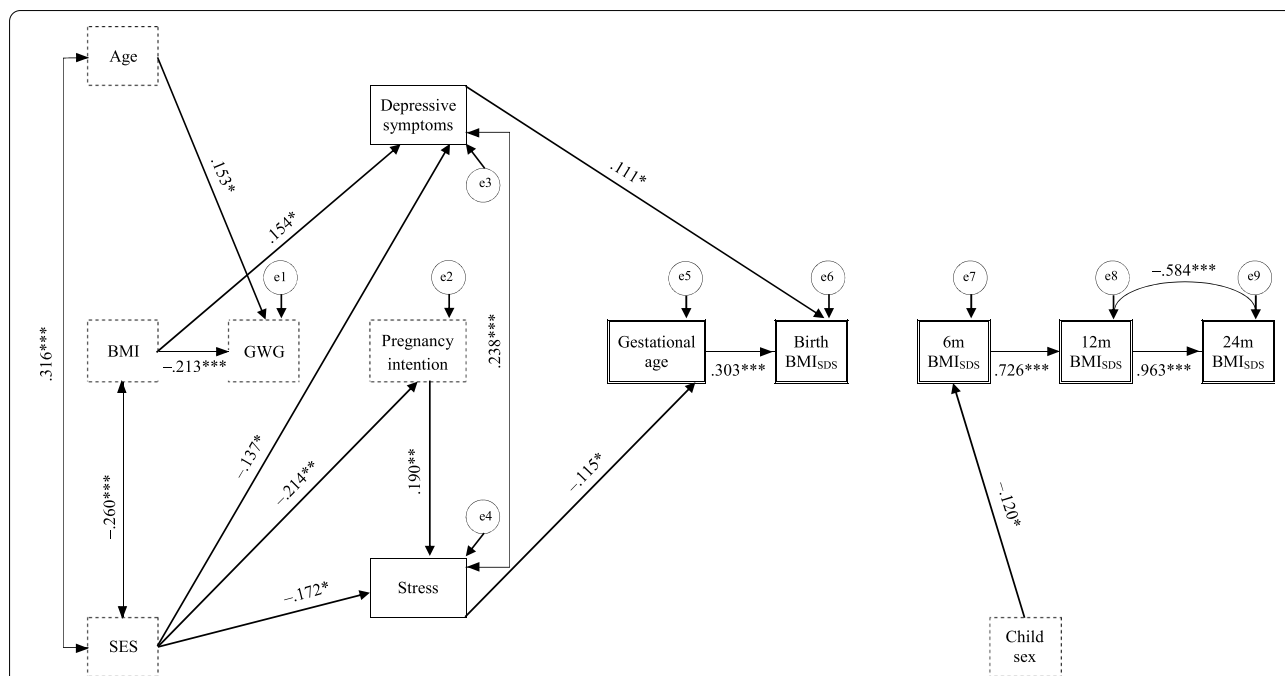 Age
Depressive
symptoms
e3
.153*
.111*
.154*
e1
e2
e5
e6
e7
e8
−.584***
e9
.316***
BMI
−.213***
GWG
Pregnancy
intention
.238***
Gestational
age
.303***
Birth
BMISDS
6m
BMISDS
.726***
12m
BMISDS
.963***
24m
BMISDS
−.137*
−.214**
.190**
−.115*
−.120*
−.260***
e4
−.172*
Stress
SES
Child
sex